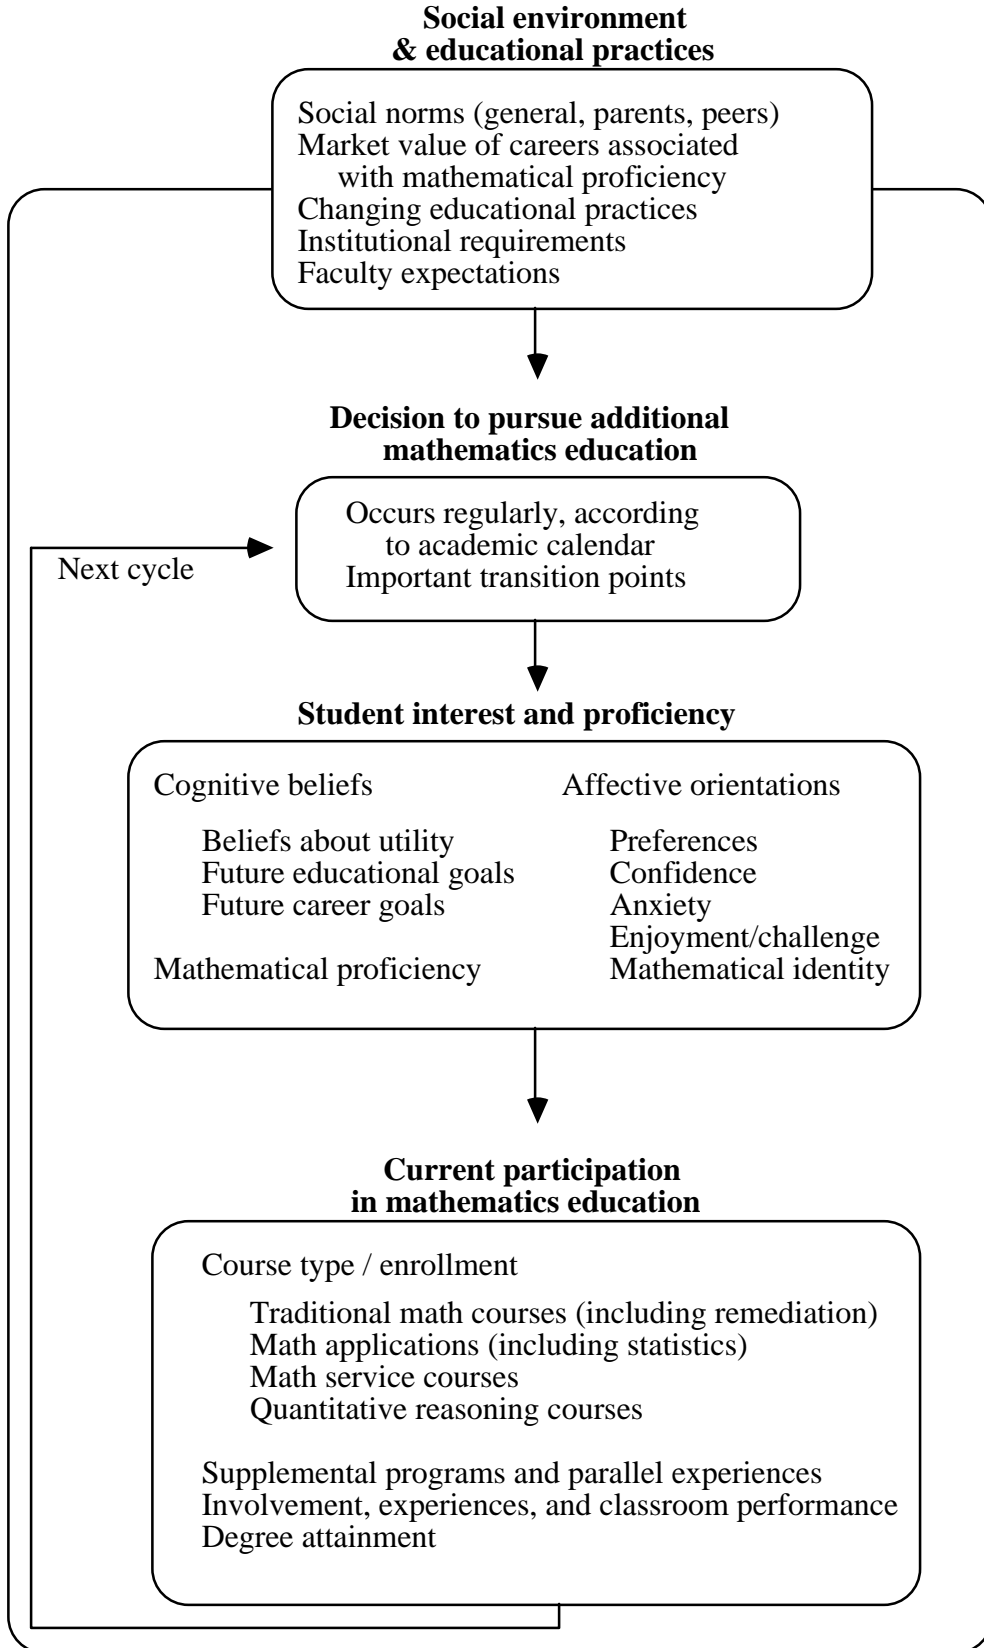 Social environment
& educational practices
Social norms (general, parents, peers)
Market value of careers associated
with mathematical proficiency
Changing educational practices
Institutional requirements
Faculty expectations
Decision to pursue additional
mathematics education
Occurs regularly, according
to academic calendar
Important transition points
Next cycle
Student interest and proficiency
Cognitive beliefs
Beliefs about utility
Future educational goals
Future career goals
Mathematical proficiency
Affective orientations
Preferences
Confidence
Anxiety
Enjoyment/challenge
Mathematical identity
Current participation
in mathematics education
Course type / enrollment
Traditional math courses (including remediation)
Math applications (including statistics)
Math service courses
Quantitative reasoning courses
Supplemental programs and parallel experiences
Involvement, experiences, and classroom performance
Degree attainment